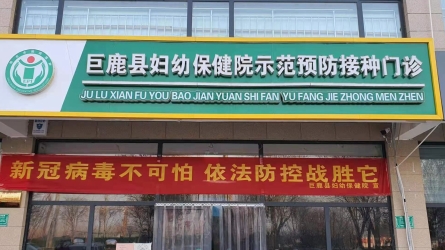 巨鹿县妇幼保健院示范预防接种门诊
JU LU XIAN FU YOU BAO JIAN YUAN SHI FAN YU FANG JIE ZHONG MEN ZHEN
新冠病毒不可怕 依法防控战胜它
巨鹿县妇幼保健院 宣